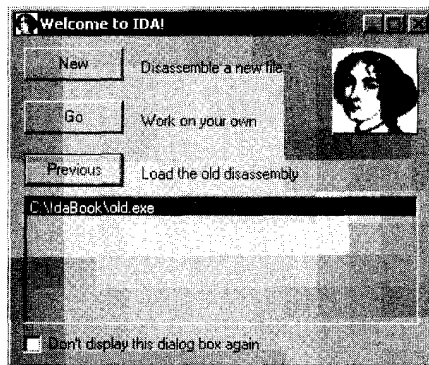 Welcome to IDA!
New Disassemble a new file
Go Work on your own
Previous Load the old disassembly
C:\IdaBook\old.exe
Don't display this dialog box again